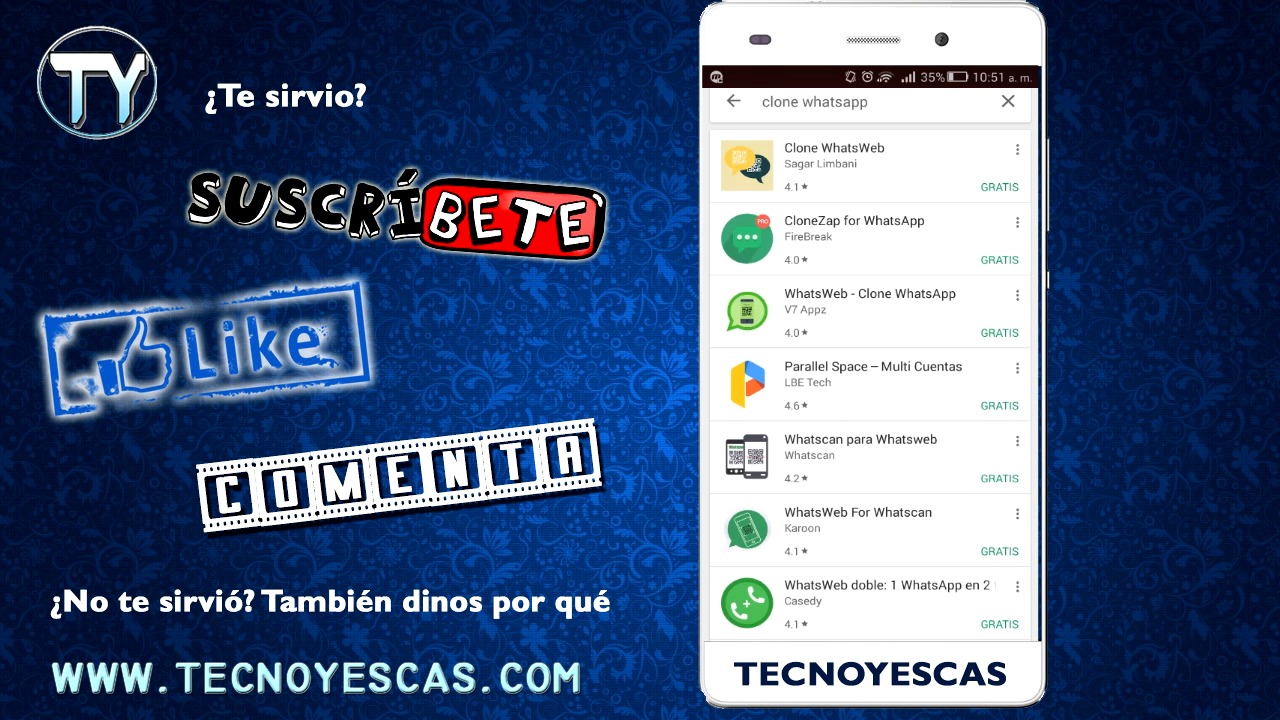 TY
¿Te sirvio?
SUSCRÍBETE
Like
COMENTA
¿No te sirvió? También dinos por qué
WWW.TECNOYESCAS.COM
35% 10:51 a. m.
clone whatsapp
Clone WhatsWeb
Sagar Limbani
4.1★ GRATIS
PRO
CloneZap for WhatsApp
FireBreak
4.0★ GRATIS
WhatsWeb - Clone WhatsApp
V7 Appz
4.0★ GRATIS
Parallel Space – Multi Cuentas
LBE Tech
4.6★ GRATIS
Whatscan para Whatsweb
Whatscan
4.2★ GRATIS
WhatsWeb For Whatscan
Karoon
4.1★ GRATIS
WhatsWeb doble: 1 WhatsApp en 2
Casedy
4.1★ GRATIS
TECNOYESCAS